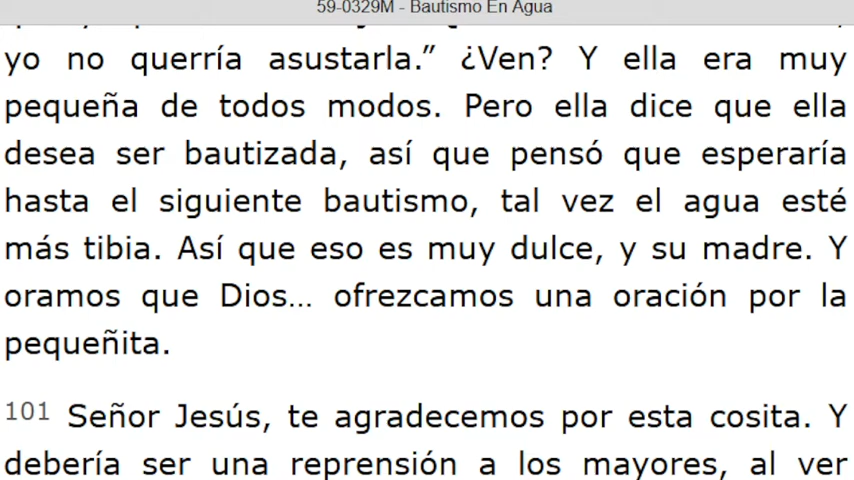 59-0329M - Bautismo En Agua
yo no querría asustarla.” ¿Ven? Y ella era muy
pequeña de todos modos. Pero ella dice que ella
desea ser bautizada, así que pensó que esperaría
hasta el siguiente bautismo, tal vez el agua esté
más tibia. Así que eso es muy dulce, y su madre. Y
oramos que Dios… ofrezcamos una oración por la
pequeñita.
101 Señor Jesús, te agradecemos por esta cosita. Y
debería ser una reprensión a los mayores, al ver